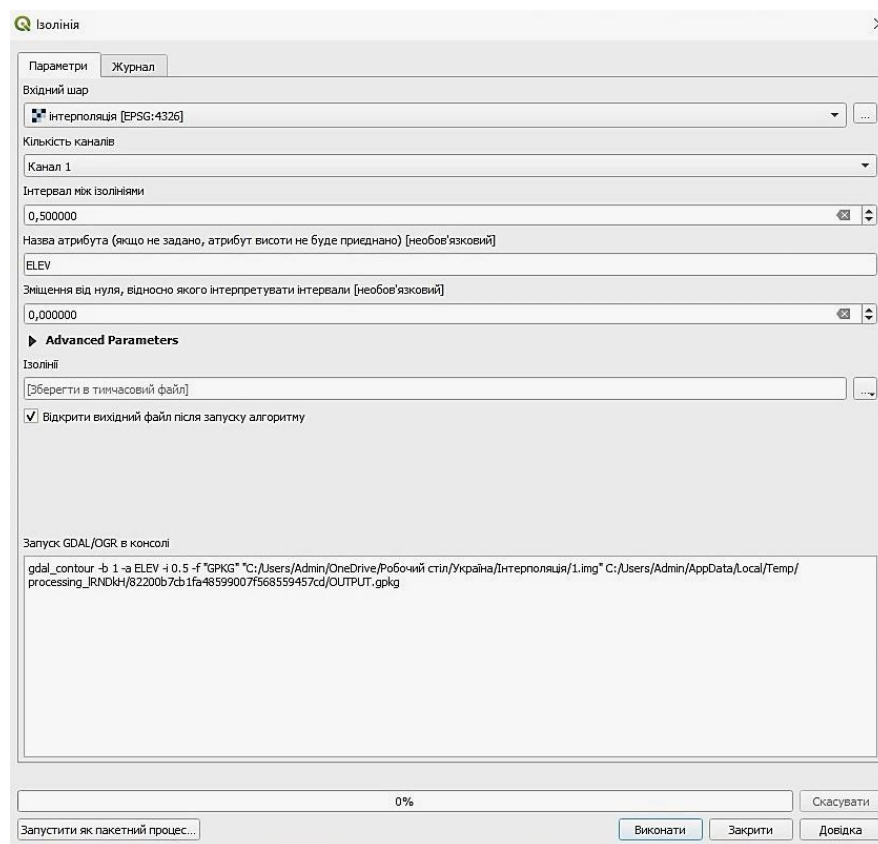 Ізолінія
Параметри
Журнал
Вхідний шар
інтерполяція [EPSG:4326]
...
Кількість каналів
Канал 1
Інтервал між ізолініями
0,500000
Назва атрибута (якщо не задано, атрибут висоти не буде приєднано) [необов'язковий]
ELEV
Зміщення від нуля, відносно якого інтерпретувати інтервали [необов'язковий]
0,000000
Advanced Parameters
Ізолінії
[Зберегти в тимчасовий файл]
...
Відкрити вихідний файл після запуску алгоритму
Запуск GDAL/OGR в консолі
gdal_contour -b 1 -a ELEV -i 0.5 -f "GPKG" "C:/Users/Admin/OneDrive/Робочий стіл/Україна/Інтерполяція/1.img" C:/Users/Admin/AppData/Local/Temp/
processing_lRNDkH/82200b7cb1fa48599007f568559457cd/OUTPUT.gpkg
0%
Скасувати
Запустити як пакетний процес...
Виконати
Закрити
Довідка